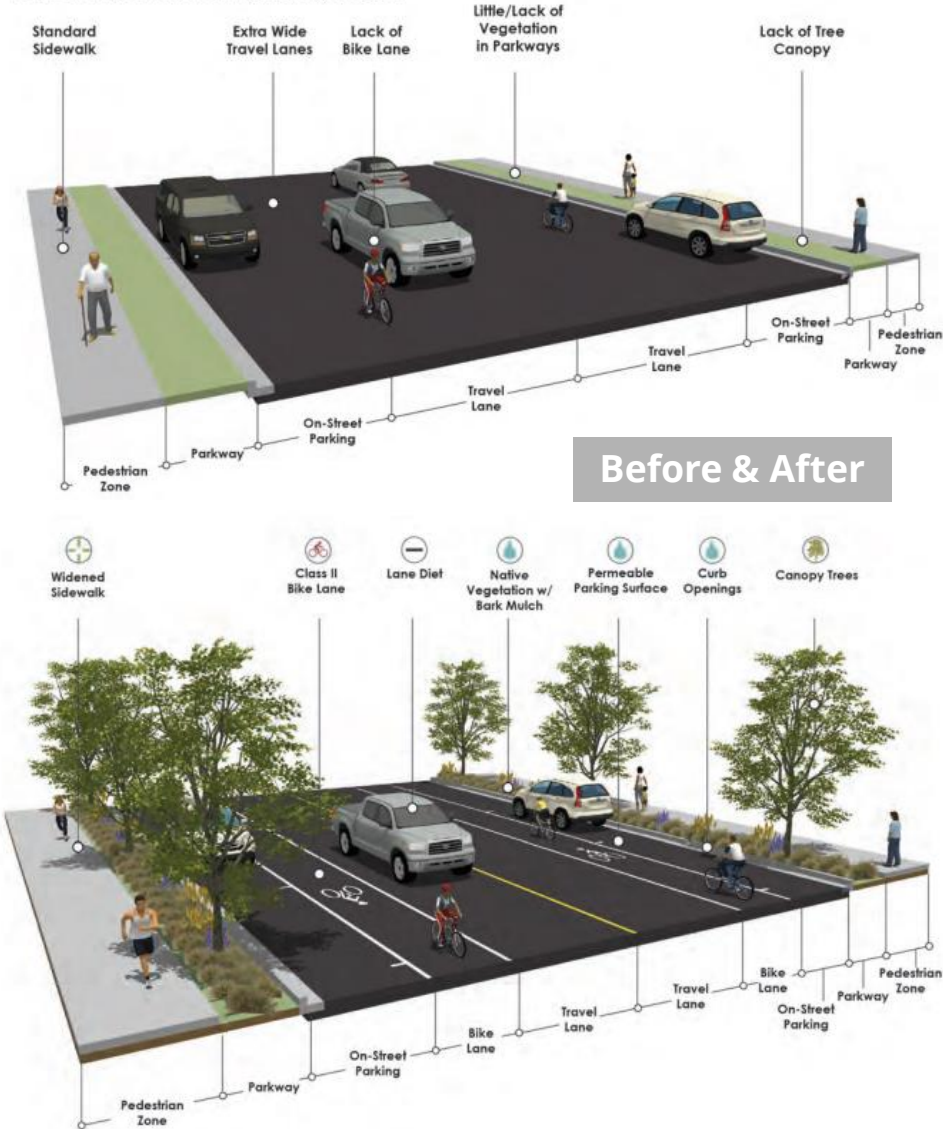 Standard
Sidewalk
Extra Wide
Travel Lanes
Lack of
Bike Lane
Little/Lack of
Vegetation
in Parkways
Lack of Tree
Canopy
On-Street
Parking
Pedestrian
Zone
Parkway
Travel
Lane
Travel
Lane
On-Street
Parking
Parkway
Pedestrian
Zone
Before & After
Widened
Sidewalk
Class II
Bike Lane
Lane Diet
Native
Vegetation w/
Bark Mulch
Permeable
Parking Surface
Curb
Openings
Canopy Trees
Pedestrian
Zone
Parkway
On-Street
Parking
Bike
Lane
Travel
Lane
Travel
Lane
Bike
Lane
On-Street
Parking
Parkway
Pedestrian
Zone